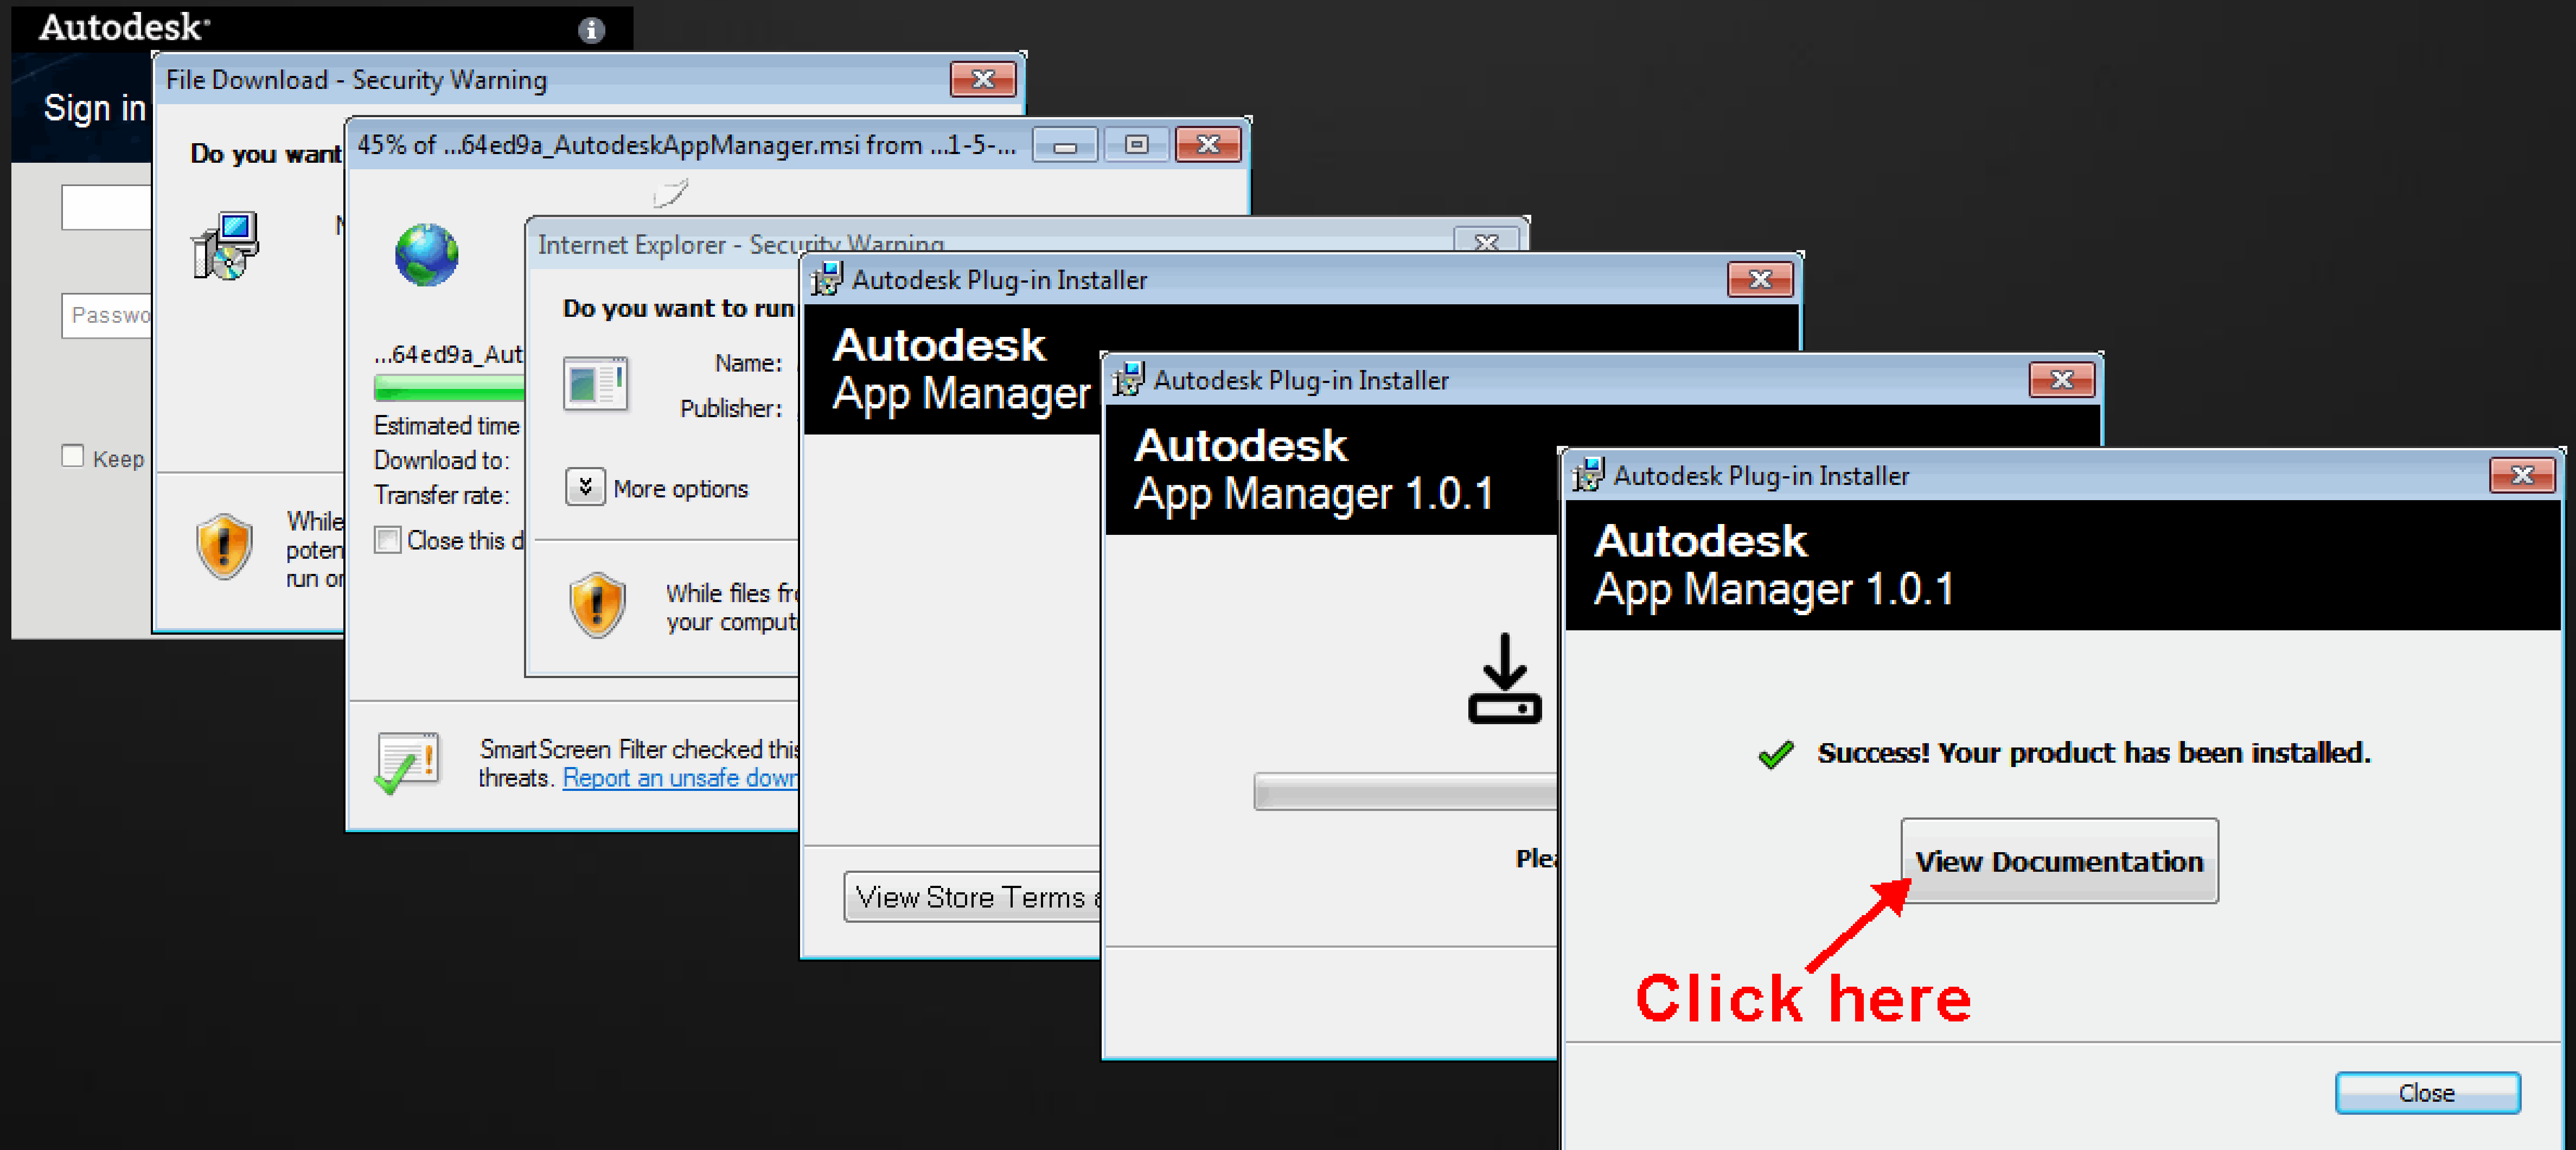 Autodesk
Sign in
Keep
File Download - Security Warning
Do you want
While
run
45% of ...64ed9a_AutodeskAppManager.msi from ...1-5-...
...64ed9a_Aut
Estimated time
Download to:
Transfer rate:
Close this d
SmartScreen Filter checked this
threats. Report an unsafe down
Internet Explorer - Security Warning
Do you want to run
Name:
Publisher:
More options
While files fr
your comput
Autodesk Plug-in Installer
Autodesk
App Manager
View Store Terms
Autodesk Plug-in Installer
Autodesk
App Manager 1.0.1
Plea
Autodesk Plug-in Installer
Autodesk
App Manager 1.0.1
Success! Your product has been installed.
View Documentation
Click here
Close